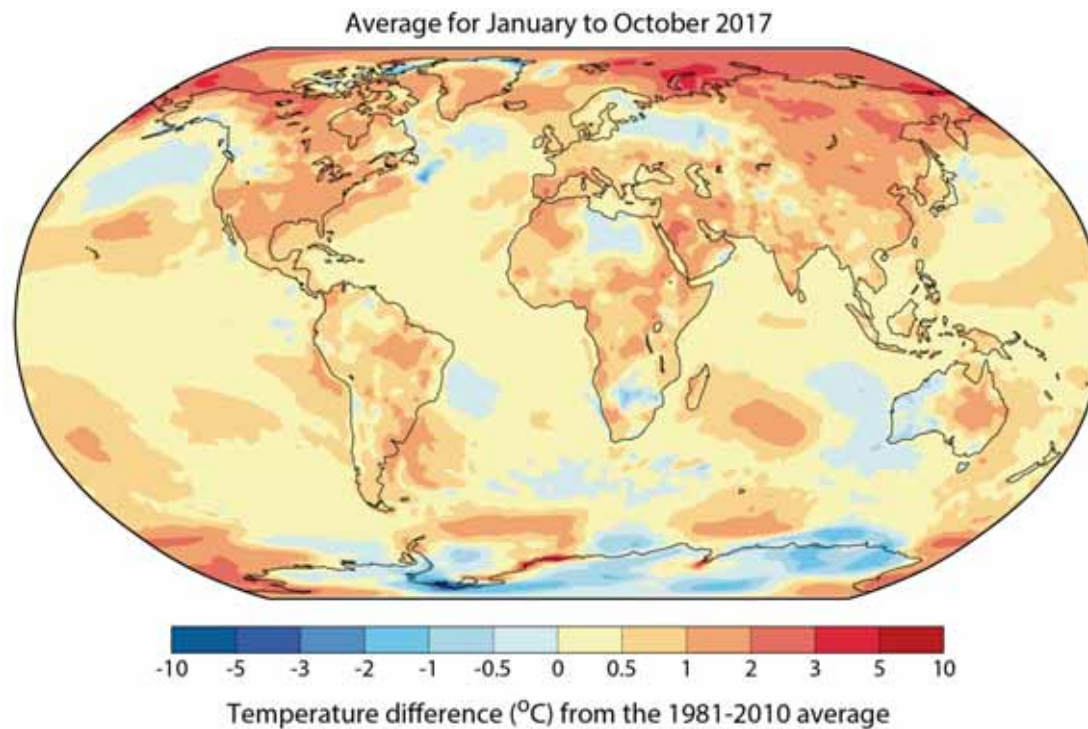 Average for January to October 2017
-10 -5 -3 -2 -1 -0.5 0 0.5 1 2 3 5 10
Temperature difference (ºC) from the 1981-2010 average